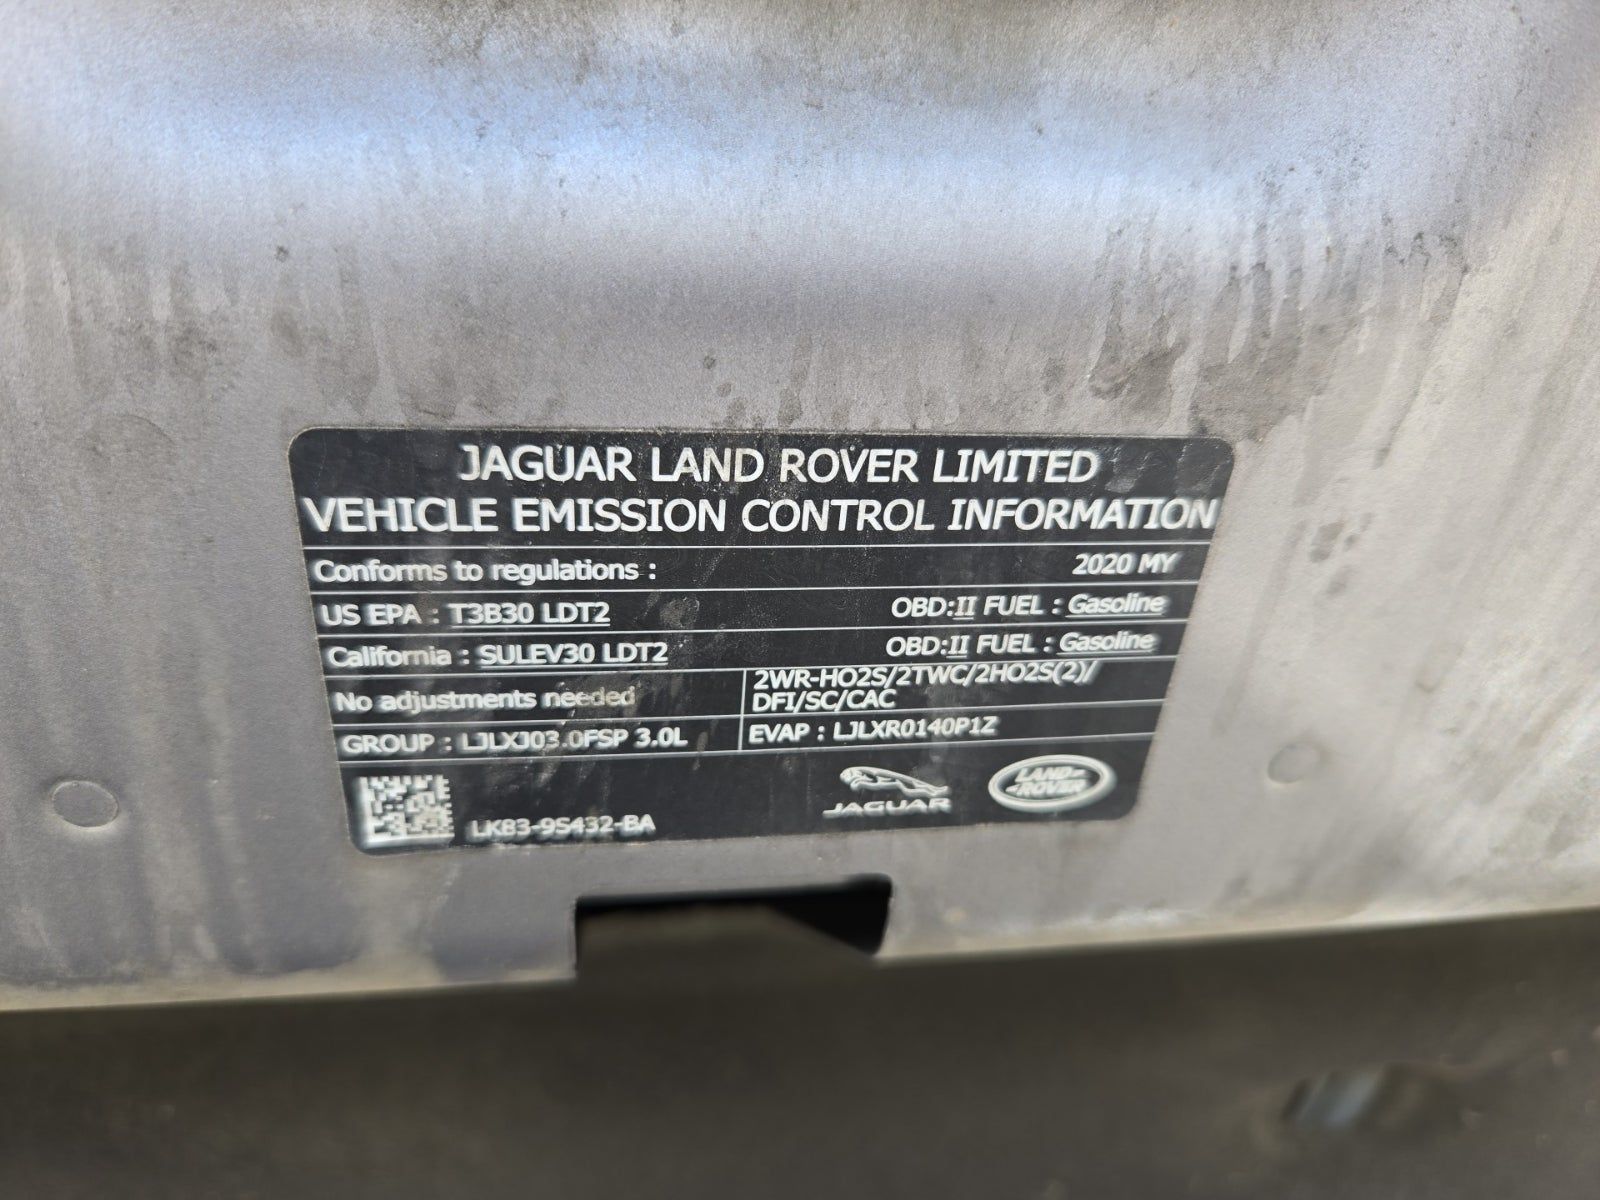 JAGUAR LAND ROVER LIMITED
VEHICLE EMISSION CONTROL INFORMATION
Conforms to regulations : 2020 MY
US EPA : T3B30 LDT2 OBD:II FUEL : Gasoline
California : SULEV30 LDT2 OBD:II FUEL : Gasoline
No adjustments needed
2WR-HO2S/2TWC/2HO2S(2)/
DFI/SC/CAC
GROUP : LJLXJ03.0FSP 3.0L
EVAP : LJLXR0140P1Z
LK83-9S432-BA
JAGUAR
LAND-
-ROVER